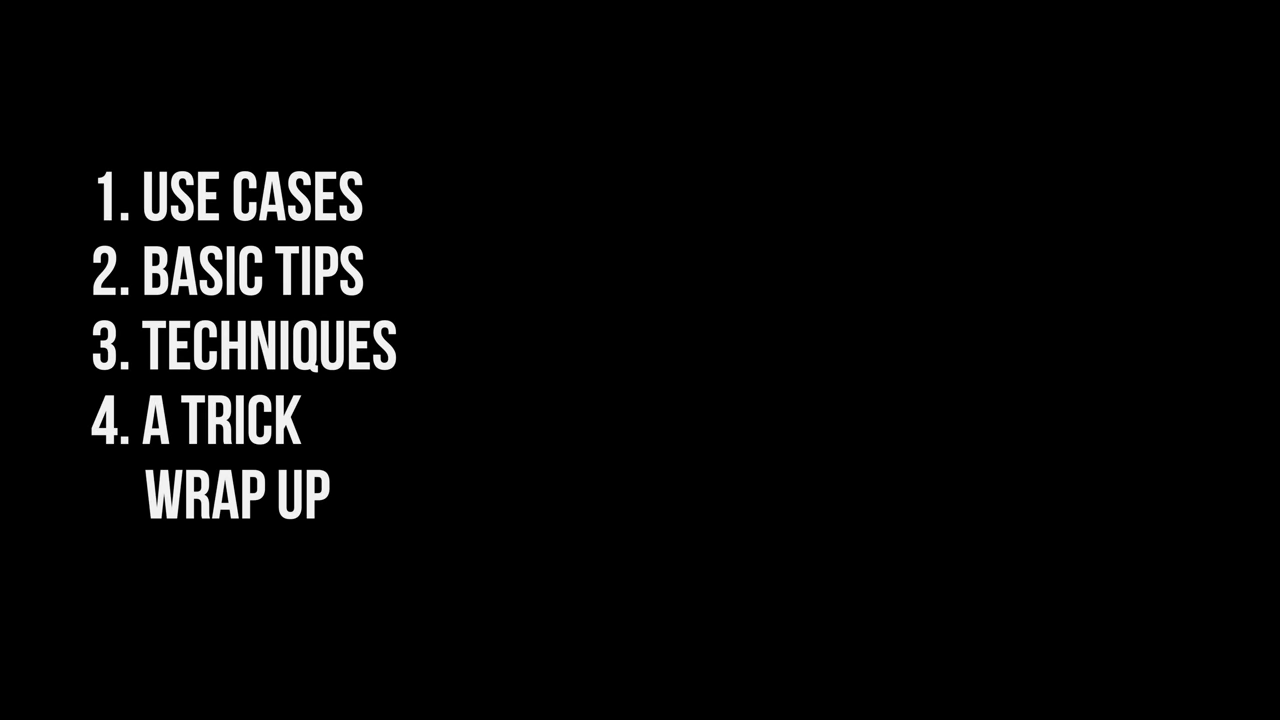 1. USE CASES
2. BASIC TIPS
3. TECHNIQUES
4. A TRICK
WRAP UP